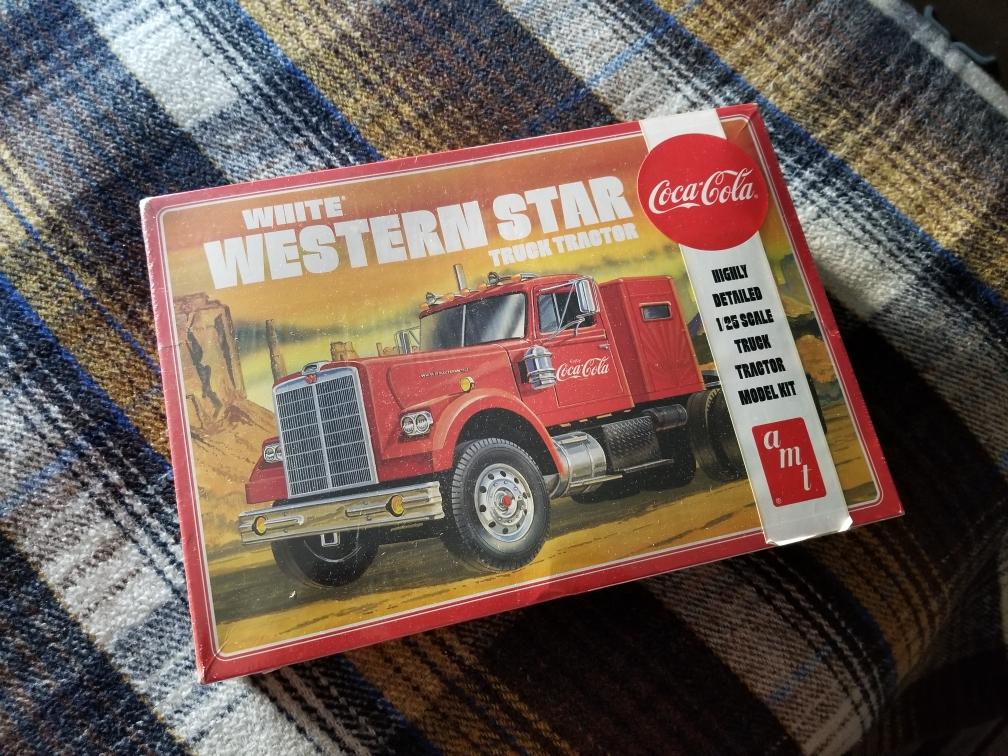 WHITE
WESTERN STAR
TRUCK TRACTOR
Coca-Cola
HIGHLY
DETAILED
1/25 SCALE
TRUCK
TRACTOR
MODEL KIT
amt
®
Enjoy
Coca-Cola